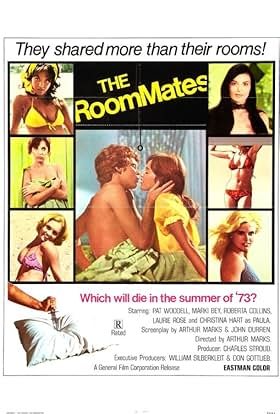 They shared more than their rooms!
THE
RooMMates
Which will die in the summer of '73?
Starring: PAT WOODELL, MARKI BEY, ROBERTA COLLINS,
LAURIE ROSE and CHRISTINA HART as PAULA.
Screenplay by ARTHUR MARKS & JOHN DURREN.
Directed by ARTHUR MARKS.
Producer: CHARLES STROUD.
Executive Producers: WILLIAM SILBERKLEIT & DON GOTTLIEB.
A General Film Corporation Release
EASTMAN COLOR
R
Rated